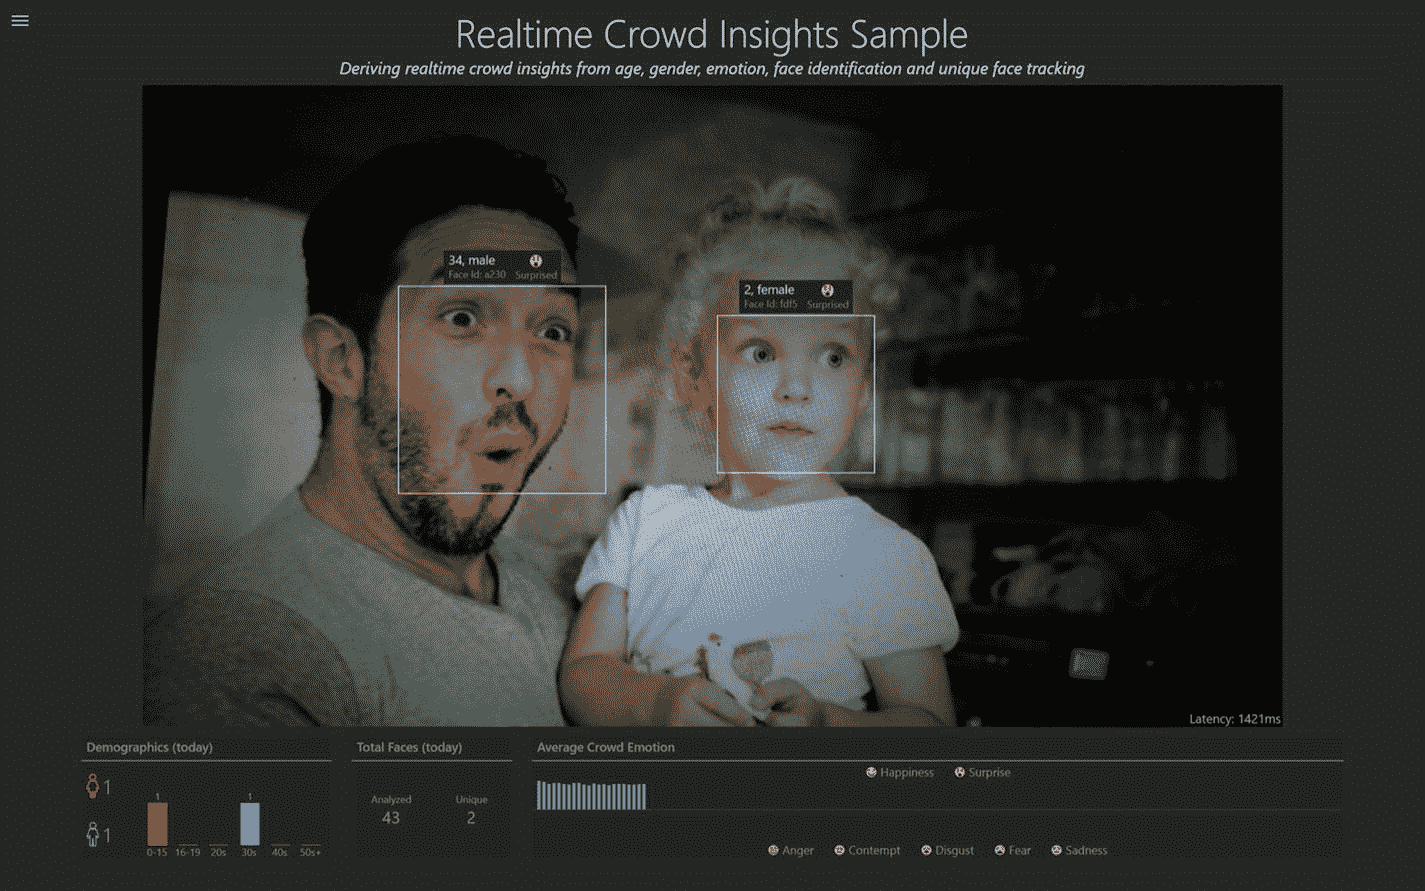 Realtime Crowd Insights Sample
Deriving realtime crowd insights from age, gender, emotion, face identification and unique face tracking
34, male
Face Id: a230 Surprised
2, female
Face Id: fdf5 Surprised
Latency: 1421ms
Demographics (today)
1
1
1 1
0-15 16-19 20s 30s 40s 50s+
Total Faces (today)
Analyzed Unique
43 2
Average Crowd Emotion
Happiness Surprise
Anger Contempt Disgust Fear Sadness